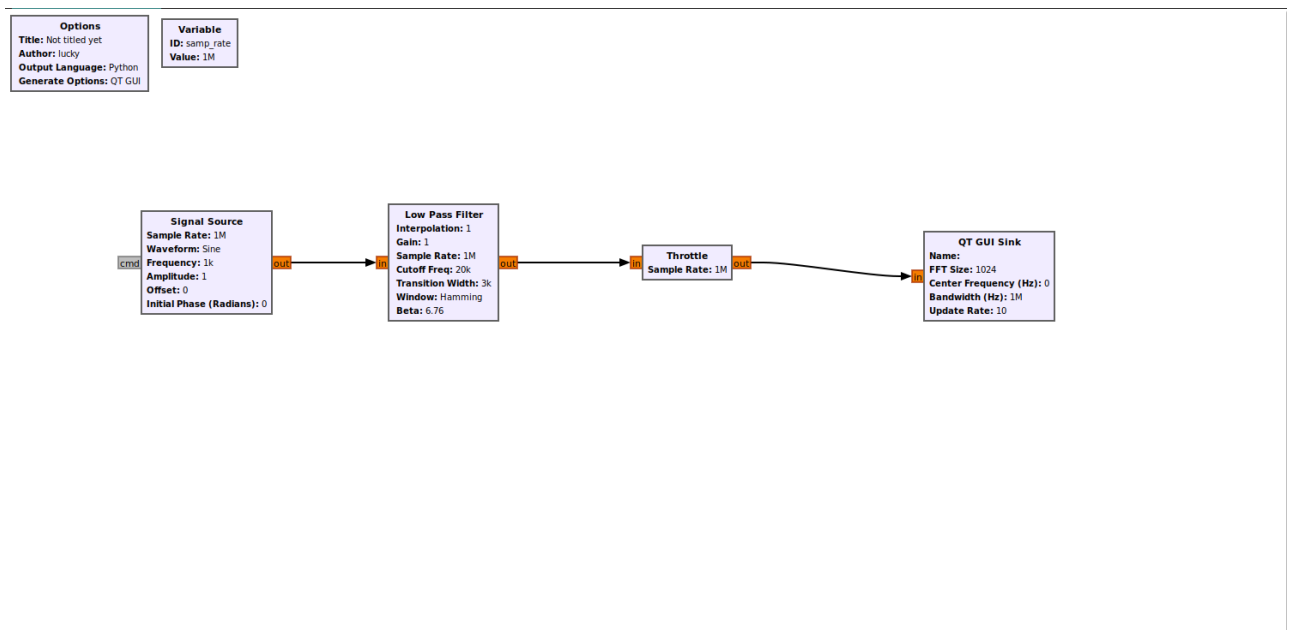 Options
Title: Not titled yet
Author: lucky
Output Language: Python
Generate Options: QT GUI
Variable
ID: samp_rate
Value: 1M
Signal Source
Sample Rate: 1M
Waveform: Sine
Frequency: 1k
Amplitude: 1
Offset: 0
Initial Phase (Radians): 0
cmd
out
Low Pass Filter
Interpolation: 1
Gain: 1
Sample Rate: 1M
Cutoff Freq: 20k
Transition Width: 3k
Window: Hamming
Beta: 6.76
in
out
Throttle
Sample Rate: 1M
in
out
QT GUI Sink
Name:
FFT Size: 1024
Center Frequency (Hz): 0
Bandwidth (Hz): 1M
Update Rate: 10
in